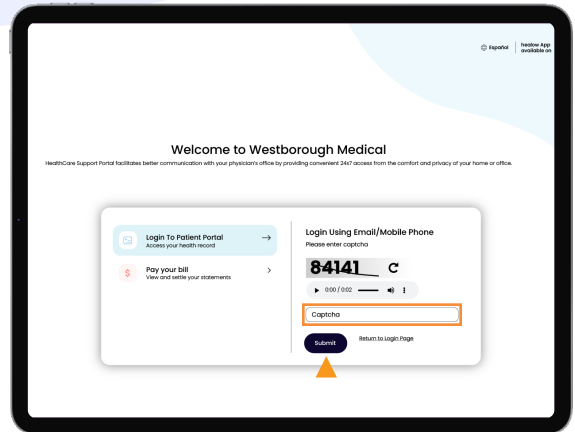 Español
healow App
available on
Welcome to Westborough Medical
HealthCare Support Portal facilitates better communication with your physician's office by providing convenient 24x7 access from the comfort and privacy of your home or office.
Login To Patient Portal
Access your health record
Pay your bill
View and settle your statements
Login Using Email/Mobile Phone
Please enter captcha
84141
0:00 / 0:02
Captcha
Submit
Return to Login Page